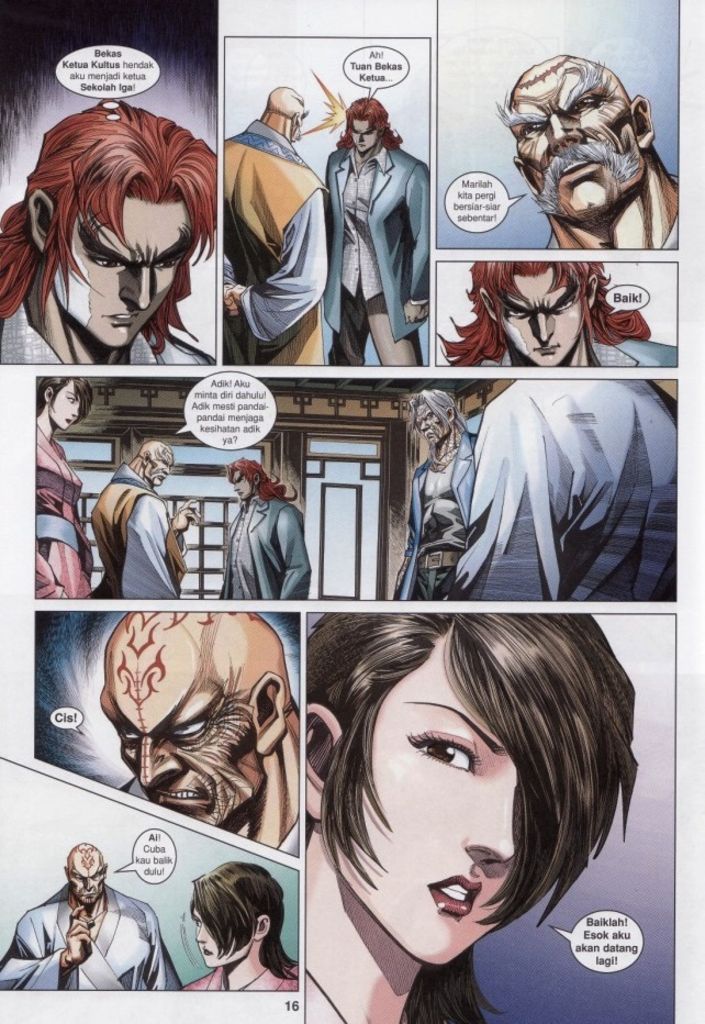 Bekas
Ketua Kultus hendak
aku menjadi ketua
Sekolah Iga!
Ah!
Tuan Bekas
Ketua...
Marilah
kita pergi
bersiar-siar
sebentar!
Baik!
Adik! Aku
minta diri dahulu!
Adik mesti pandai-
pandai menjaga
kesihatan adik
ya?
Cis!
Ai!
Cuba
kau balik
dulu!
Baiklah!
Esok aku
akan datang
lagi!
16